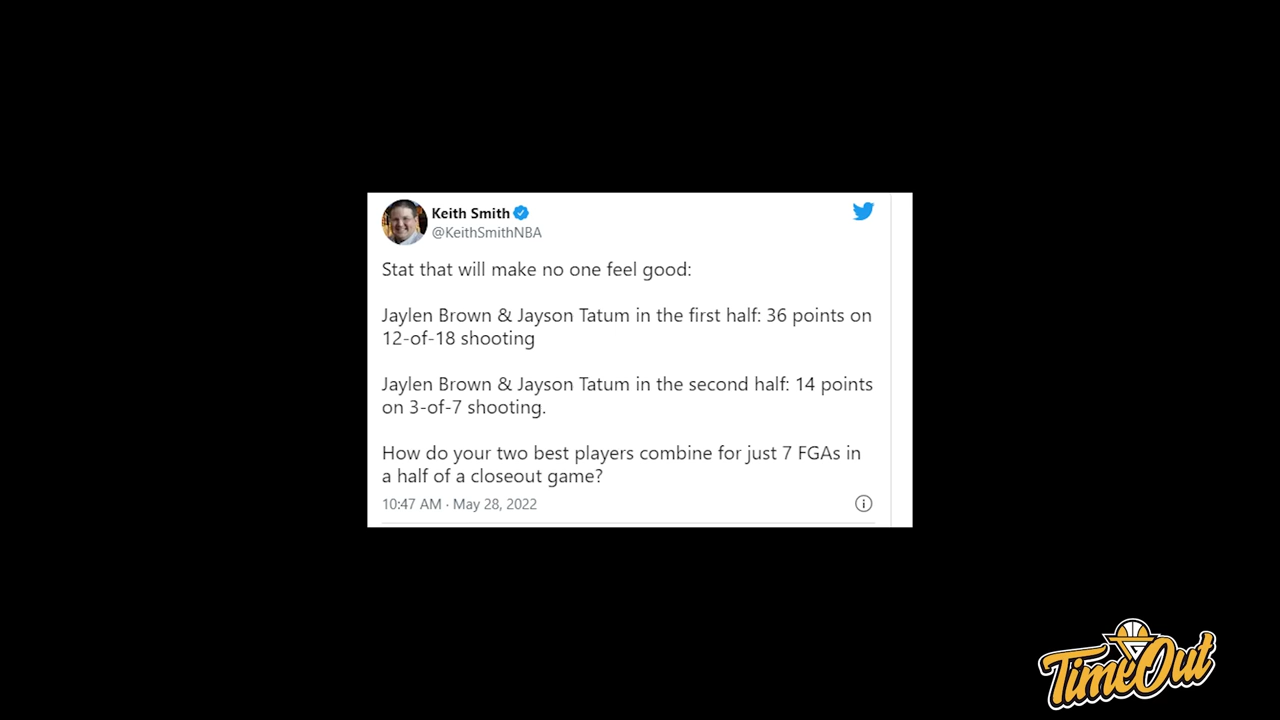 Keith Smith
@KeithSmithNBA
Stat that will make no one feel good:
Jaylen Brown & Jayson Tatum in the first half: 36 points on
12-of-18 shooting
Jaylen Brown & Jayson Tatum in the second half: 14 points
on 3-of-7 shooting.
How do your two best players combine for just 7 FGAs in
a half of a closeout game?
10:47 AM · May 28, 2022
TimeOut